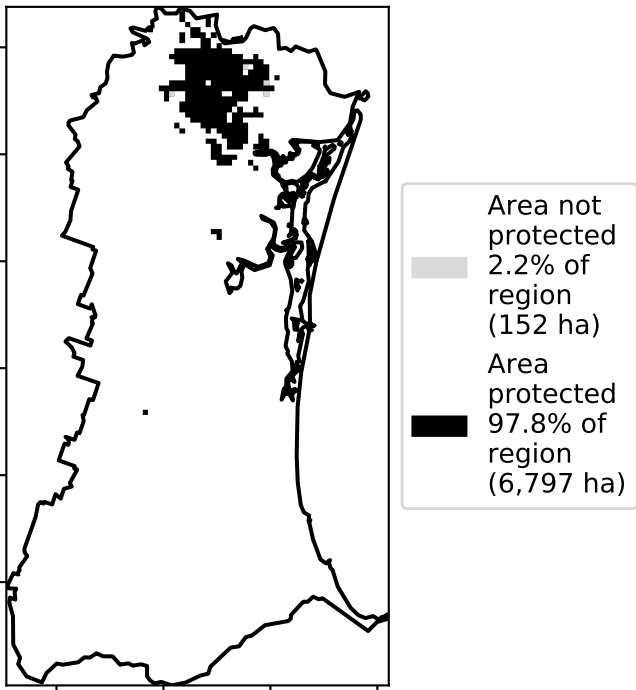 Area not
protected
2.2% of
region
(152 ha)
Area
protected
97.8% of
region
(6,797 ha)